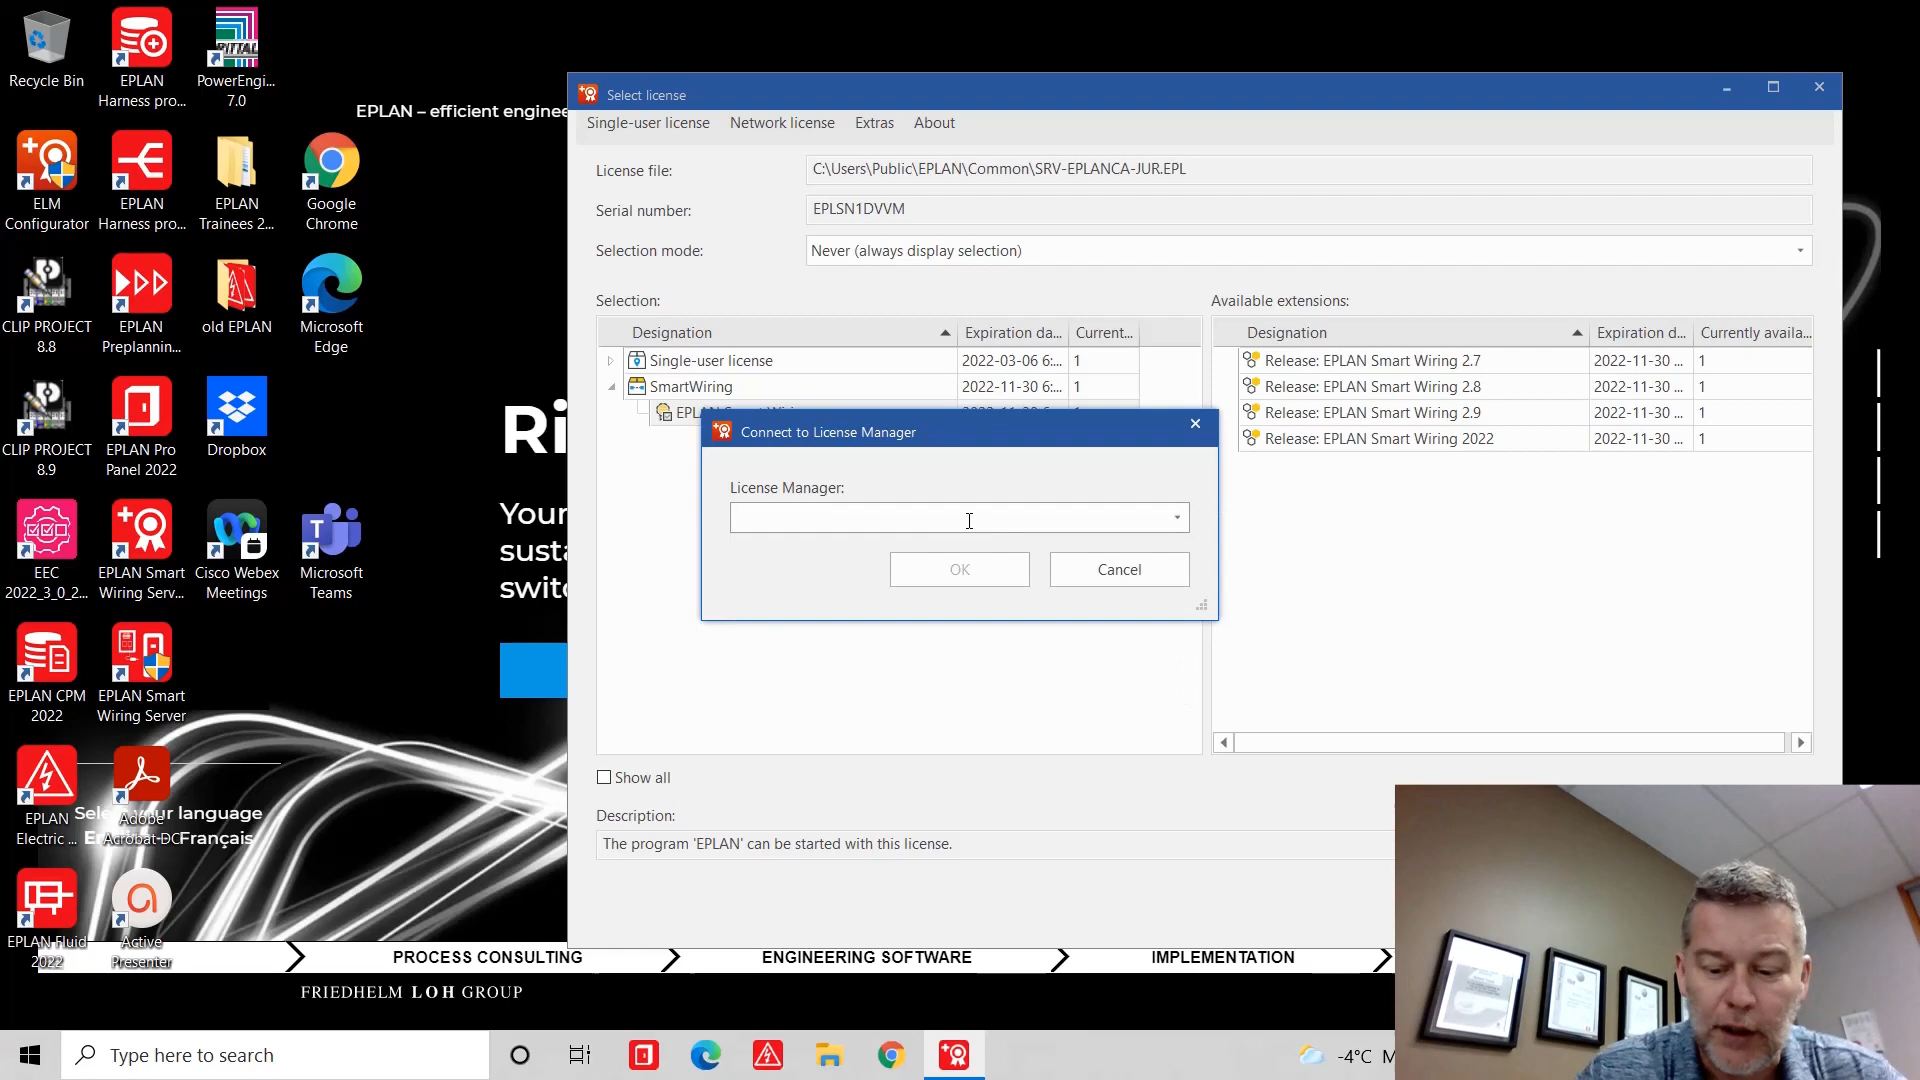 Recycle Bin
EPLAN
Harness pro...
PowerEngi...
7.0
RITTAL
ELM
Configurator
EPLAN
Harness pro...
EPLAN
Trainees 2...
Google
Chrome
CLIP PROJECT
8.8
EPLAN
Preplannin...
old EPLAN
Microsoft
Edge
CLIP PROJECT
8.9
EPLAN Pro
Panel 2022
Dropbox
EEC
2022_3_0_2...
EPLAN Smart
Wiring Serv...
Cisco Webex
Meetings
Microsoft
Teams
EPLAN CPM
2022
EPLAN Smart
Wiring Server
EPLAN
Electric ...
Adobe
Acrobat DC
EPLAN Fluid
2022
Active
Presenter
EPLAN – efficient enginee
Ri
Your
susta
switc
Select your language
Français
PROCESS CONSULTING
ENGINEERING SOFTWARE
IMPLEMENTATION
FRIEDHELM LOH GROUP
Select license
Single-user license Network license Extras About
License file: C:\Users\Public\EPLAN\Common\SRV-EPLANCA-JUR.EPL
Serial number: EPLSN1DVVM
Selection mode: Never (always display selection)
Selection:
Designation Expiration da... Current...
Single-user license 2022-03-06 6:... 1
SmartWiring 2022-11-30 6:... 1
Available extensions:
Designation Expiration d... Currently availa...
Release: EPLAN Smart Wiring 2.7 2022-11-30 ... 1
Release: EPLAN Smart Wiring 2.8 2022-11-30 ... 1
Release: EPLAN Smart Wiring 2.9 2022-11-30 ... 1
Release: EPLAN Smart Wiring 2022 2022-11-30 ... 1
Connect to License Manager
License Manager:
OK Cancel
Show all
Description:
The program 'EPLAN' can be started with this license.
Type here to search
-4°C M